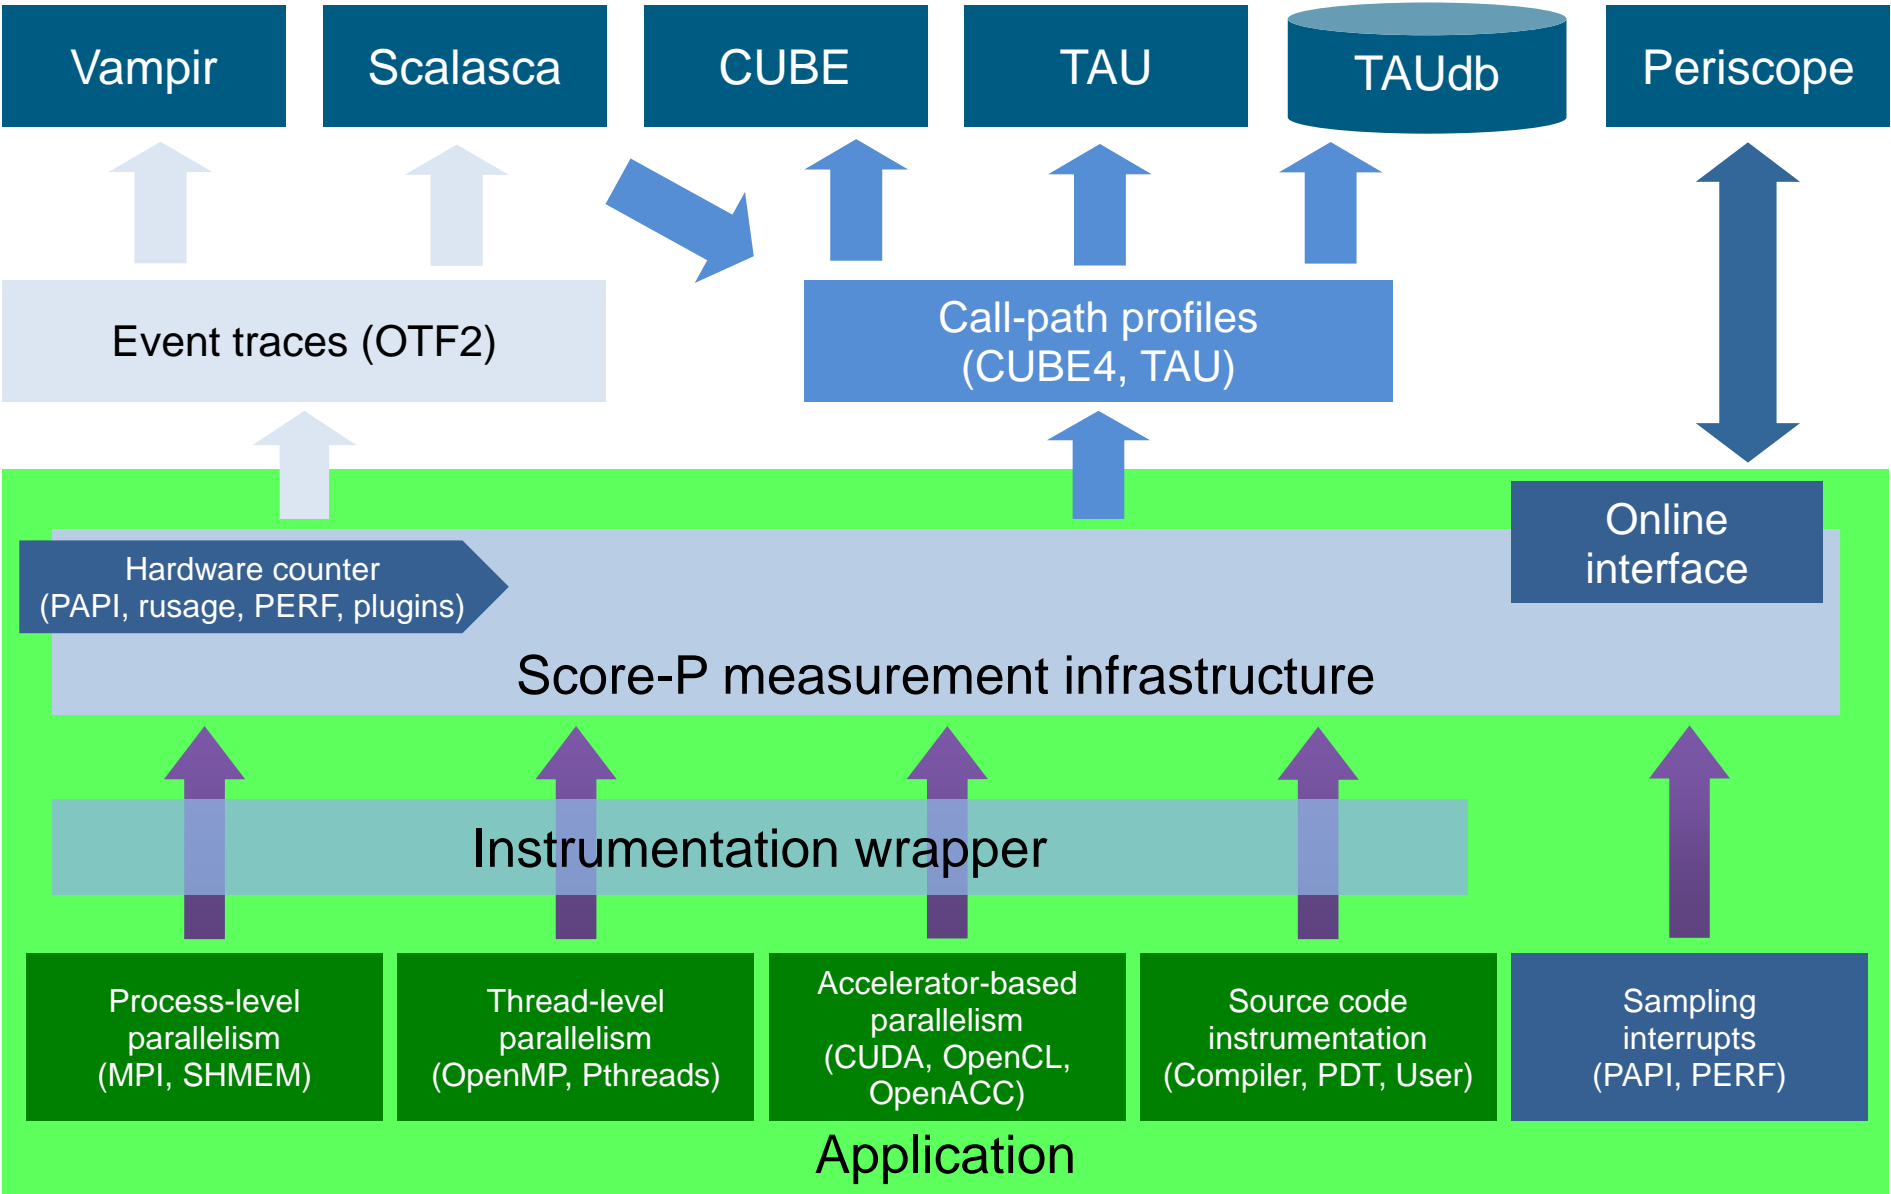 Vampir
Scalasca
CUBE
TAU
TAUdb
Periscope
Event traces (OTF2)
Call-path profiles
(CUBE4, TAU)
Online
interface
Hardware counter
(PAPI, rusage, PERF, plugins)
Score-P measurement infrastructure
Instrumentation wrapper
Process-level
parallelism
(MPI, SHMEM)
Thread-level
parallelism
(OpenMP, Pthreads)
Accelerator-based
parallelism
(CUDA, OpenCL,
OpenACC)
Source code
instrumentation
(Compiler, PDT, User)
Sampling
interrupts
(PAPI, PERF)
Application